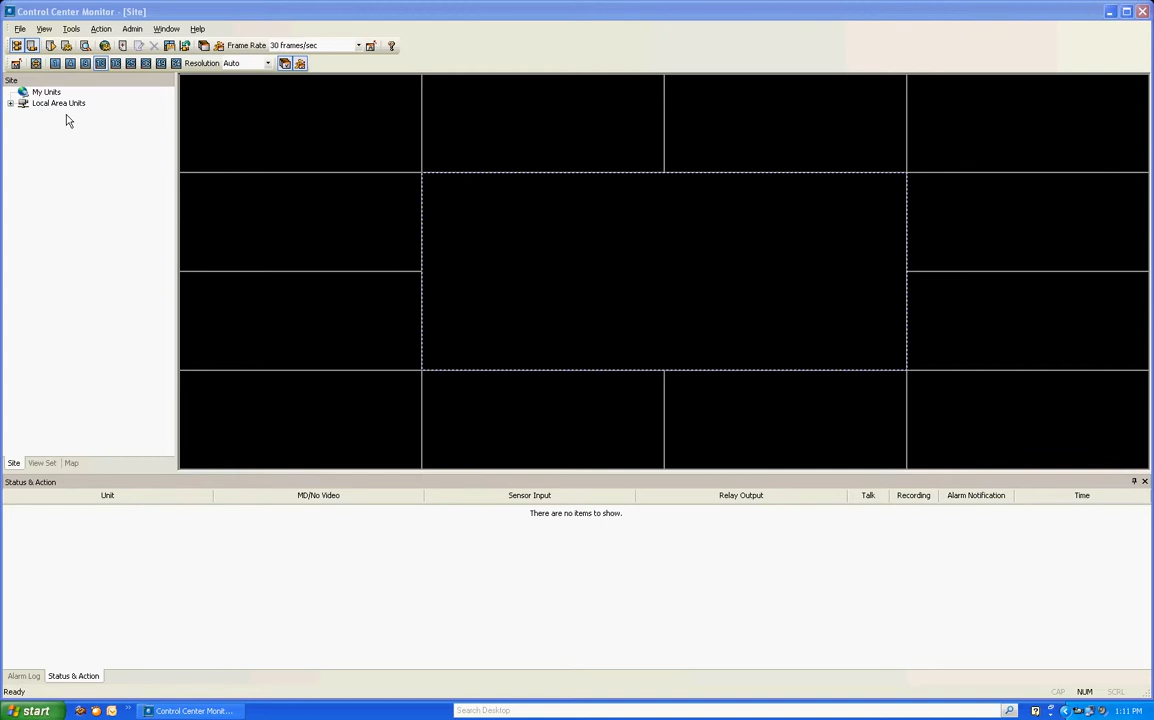 Control Center Monitor - [Site]
File View Tools Action Admin Window Help
Frame Rate 30 frames/sec
Resolution Auto
Site
My Units
Local Area Units
Site View Set Map
Status & Action
Unit MD/No Video Sensor Input Relay Output Talk Recording Alarm Notification Time
There are no items to show.
Alarm Log Status & Action
Ready CAP NUM SCRL
start Control Center Monit... Search Desktop 1:11 PM